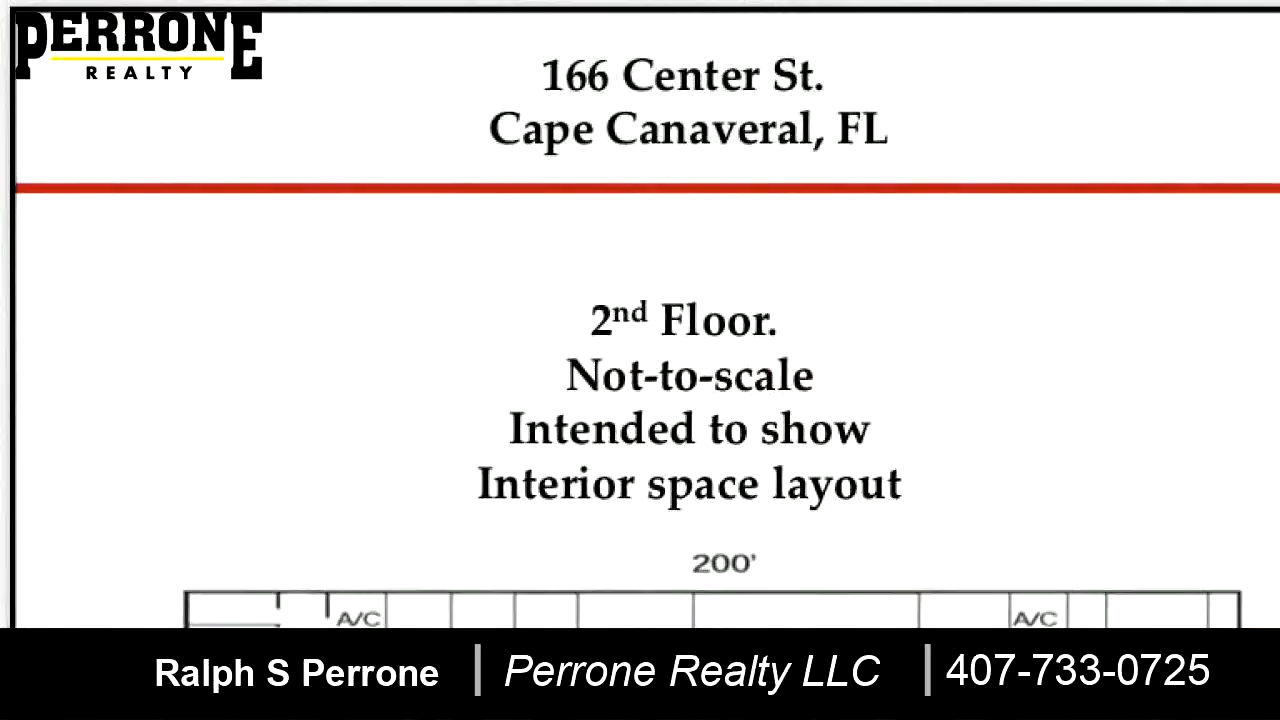 PERRONE
REALTY
166 Center St.
Cape Canaveral, FL
2nd Floor.
Not-to-scale
Intended to show
Interior space layout
200'
A/C A/C
Ralph S Perrone | Perrone Realty LLC | 407-733-0725